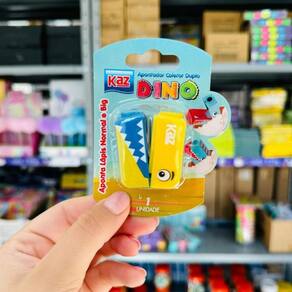 Kaz
Apontador Coletor Duplo
DINO
Aponta Lápis Normal e Big
Kaz
1
UNIDADE